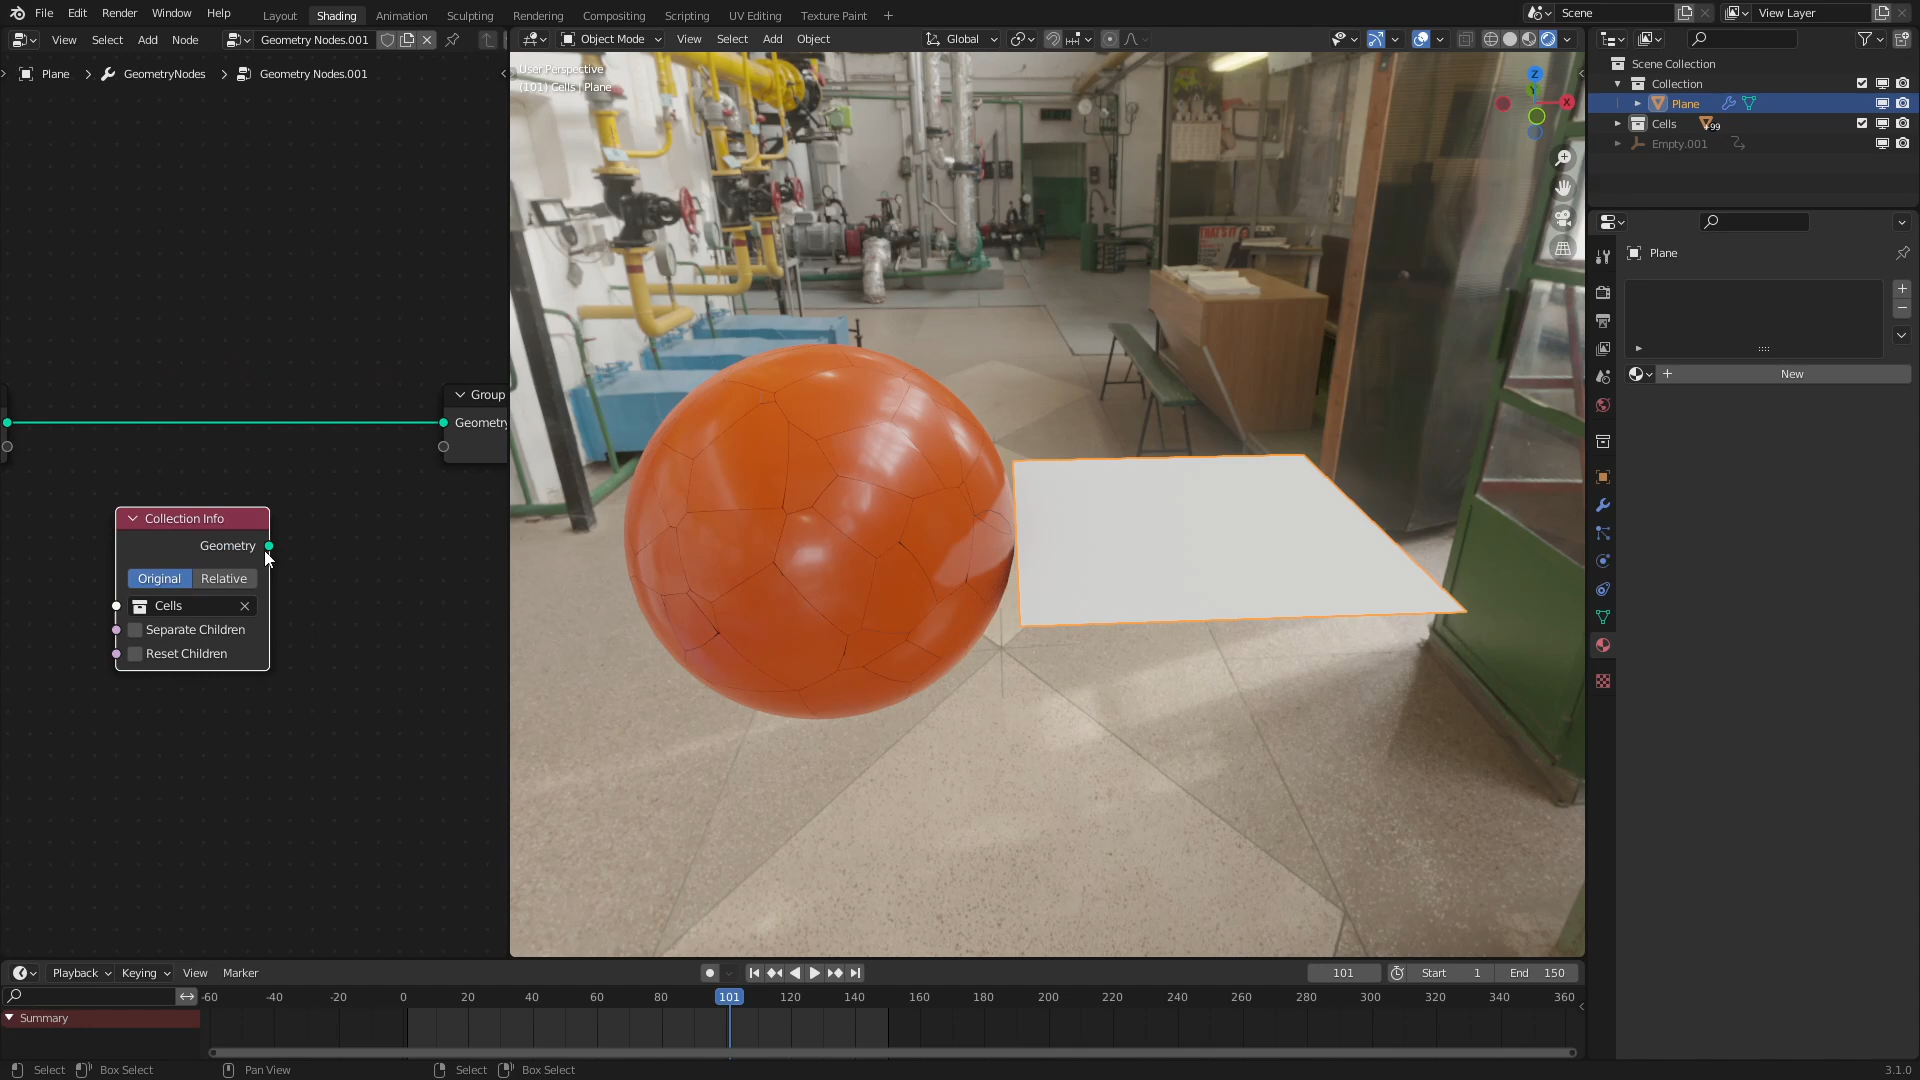 File Edit Render Window Help Layout Shading Animation Sculpting Rendering Compositing Scripting UV Editing Texture Paint + Scene View Layer
View Select Add Node Geometry Nodes.001 Object Mode View Select Add Object Global
Plane GeometryNodes Geometry Nodes.001
User Perspective
(101) Cells | Plane
Z
X
Scene Collection
Collection
Plane
Cells +99
Empty.001
Plane
New
Group
Geometry
Collection Info
Geometry
Original Relative
Cells
Separate Children
Reset Children
Playback Keying View Marker 101 Start 1 End 150
-60 -40 -20 0 20 40 60 80 101 120 140 160 180 200 220 240 260 280 300 320 340 360
Summary
Select Box Select Pan View Select Box Select 3.1.0